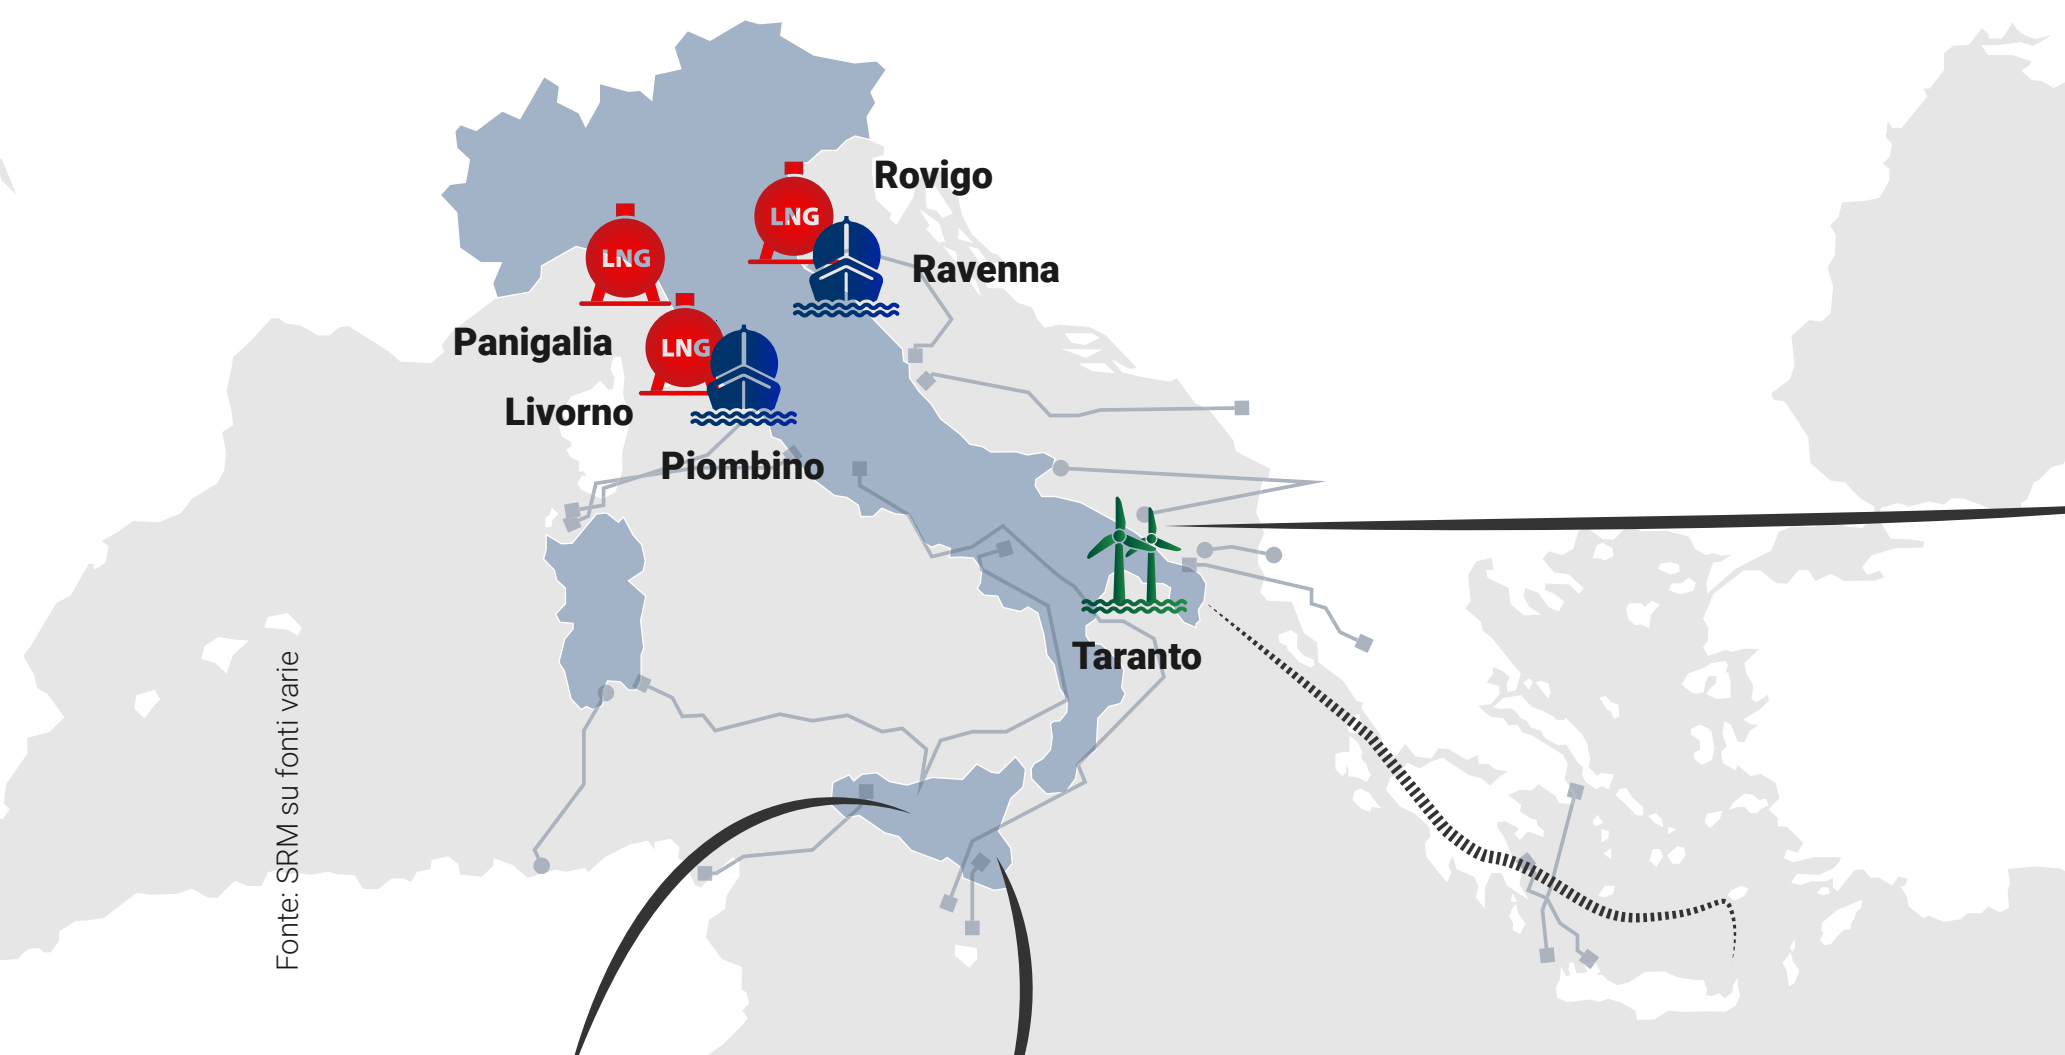 Rovigo
LNG
Ravenna
LNG
Panigalia
LNG
Livorno
Piombino
Taranto
Fonte: SRM su fonti varie